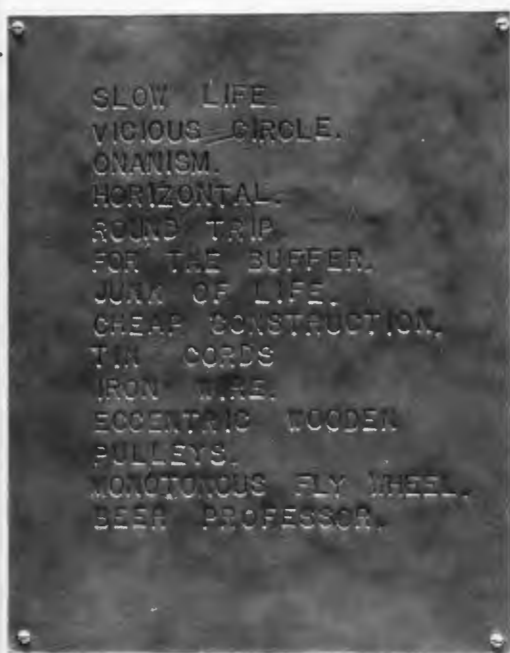 SLOW LIFE.
VICIOUS CIRCLE.
ONANISM.
HORIZONTAL.
ROUND TRIP.
FOR THE BUFFER.
JUNK OF LIFE.
CHEAP CONSTRUCTION.
TIN CORDS
IRON WIRE.
ECCENTRIC WOODEN
PULLEYS.
MONOTONOUS FLY WHEEL.
BEER PROFESSOR.